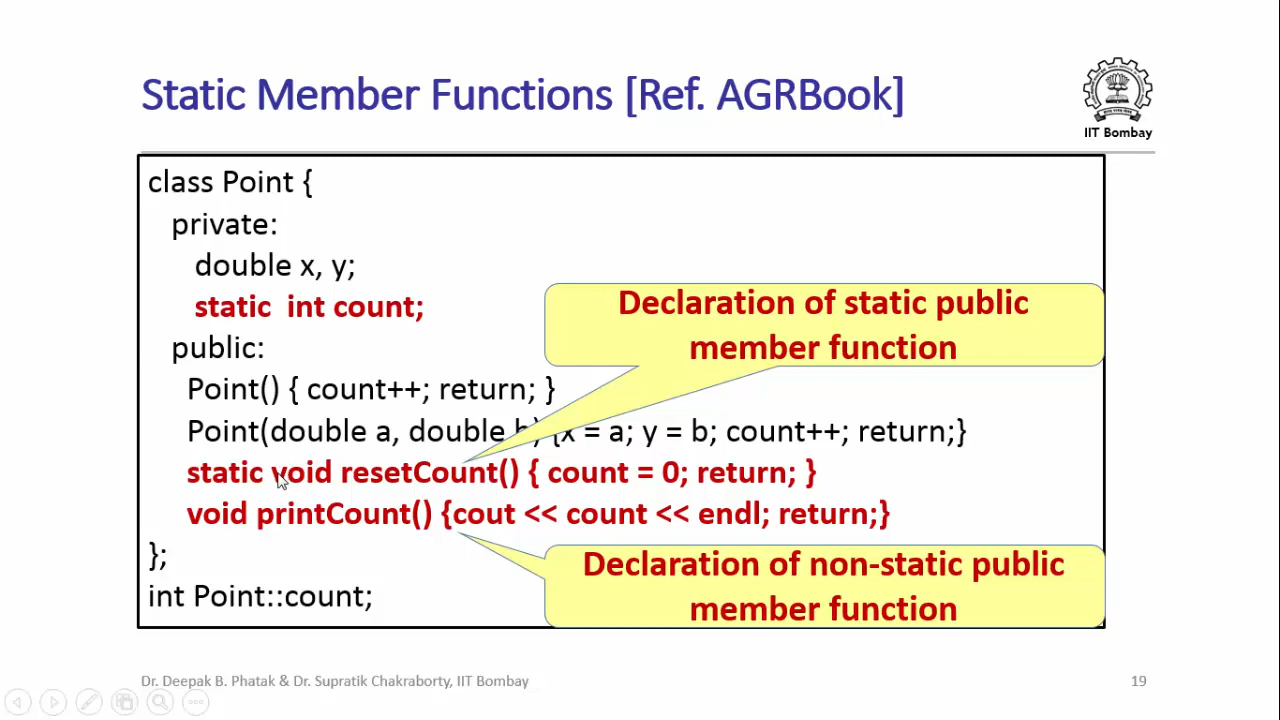 Static Member Functions [Ref. AGRBook]
IIT Bombay
class Point {
private:
double x, y;
static int count;
Declaration of static public
member function
public:
Point() { count++; return; }
Point(double a, double b) {x = a; y = b; count++; return;}
static void resetCount() { count = 0; return; }
void printCount() {cout << count << endl; return;}
};
Declaration of non-static public
member function
int Point::count;
Dr. Deepak B. Phatak & Dr. Supratik Chakraborty, IIT Bombay
19